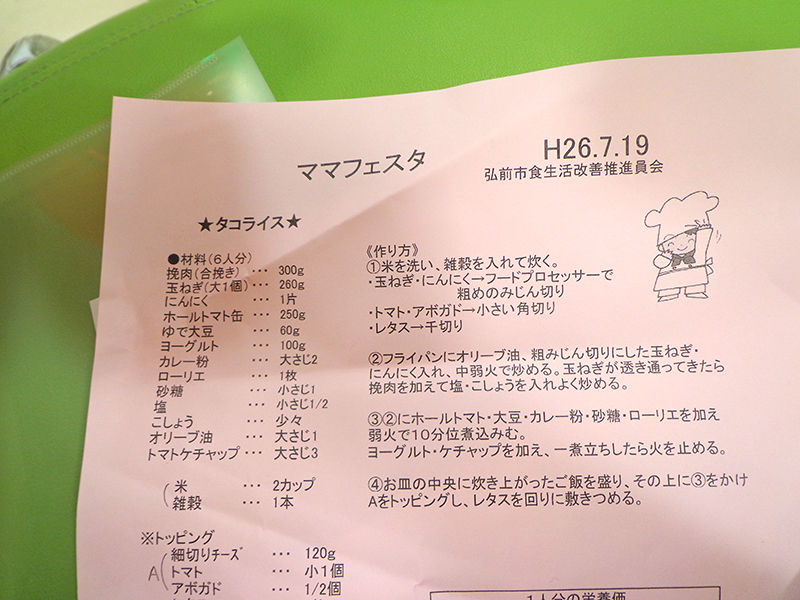 ママフェスタ
H26.7.19
弘前市食生活改善推進員会
★タコライス★
●材料(6人分)
挽肉(合挽き) ・・・ 300g
玉ねぎ(大1個) ・・・ 260g
にんにく ・・・ 1片
ホールトマト缶 ・・・ 250g
ゆで大豆 ・・・ 60g
ヨーグルト ・・・ 100g
カレー粉 ・・・ 大さじ2
ローリエ ・・・ 1枚
砂糖 ・・・ 小さじ1
塩 ・・・ 小さじ1/2
こしょう ・・・ 少々
オリーブ油 ・・・ 大さじ1
トマトケチャップ ・・・ 大さじ3
米 ・・・ 2カップ
雑穀 ・・・ 1本
※トッピング
細切りチーズ ・・・ 120g
A トマト ・・・ 小1個
アボガド ・・・ 1/2個
《作り方》
①米を洗い、雑穀を入れて炊く。
・玉ねぎ・にんにく→フードプロセッサーで
粗めのみじん切り
・トマト・アボガド→小さい角切り
・レタス→千切り
②フライパンにオリーブ油、粗みじん切りにした玉ねぎ・
にんにく入れ、中弱火で炒める。玉ねぎが透き通ってきたら
挽肉を加えて塩・こしょうを入れよく炒める。
③②にホールトマト・大豆・カレー粉・砂糖・ローリエを加え
弱火で10分位煮込みむ。
ヨーグルト・ケチャップを加え、一煮立ちしたら火を止める。
④お皿の中央に炊き上がったご飯を盛り、その上に③をかけ
Aをトッピングし、レタスを回りに敷きつめる。
1人分の栄養価